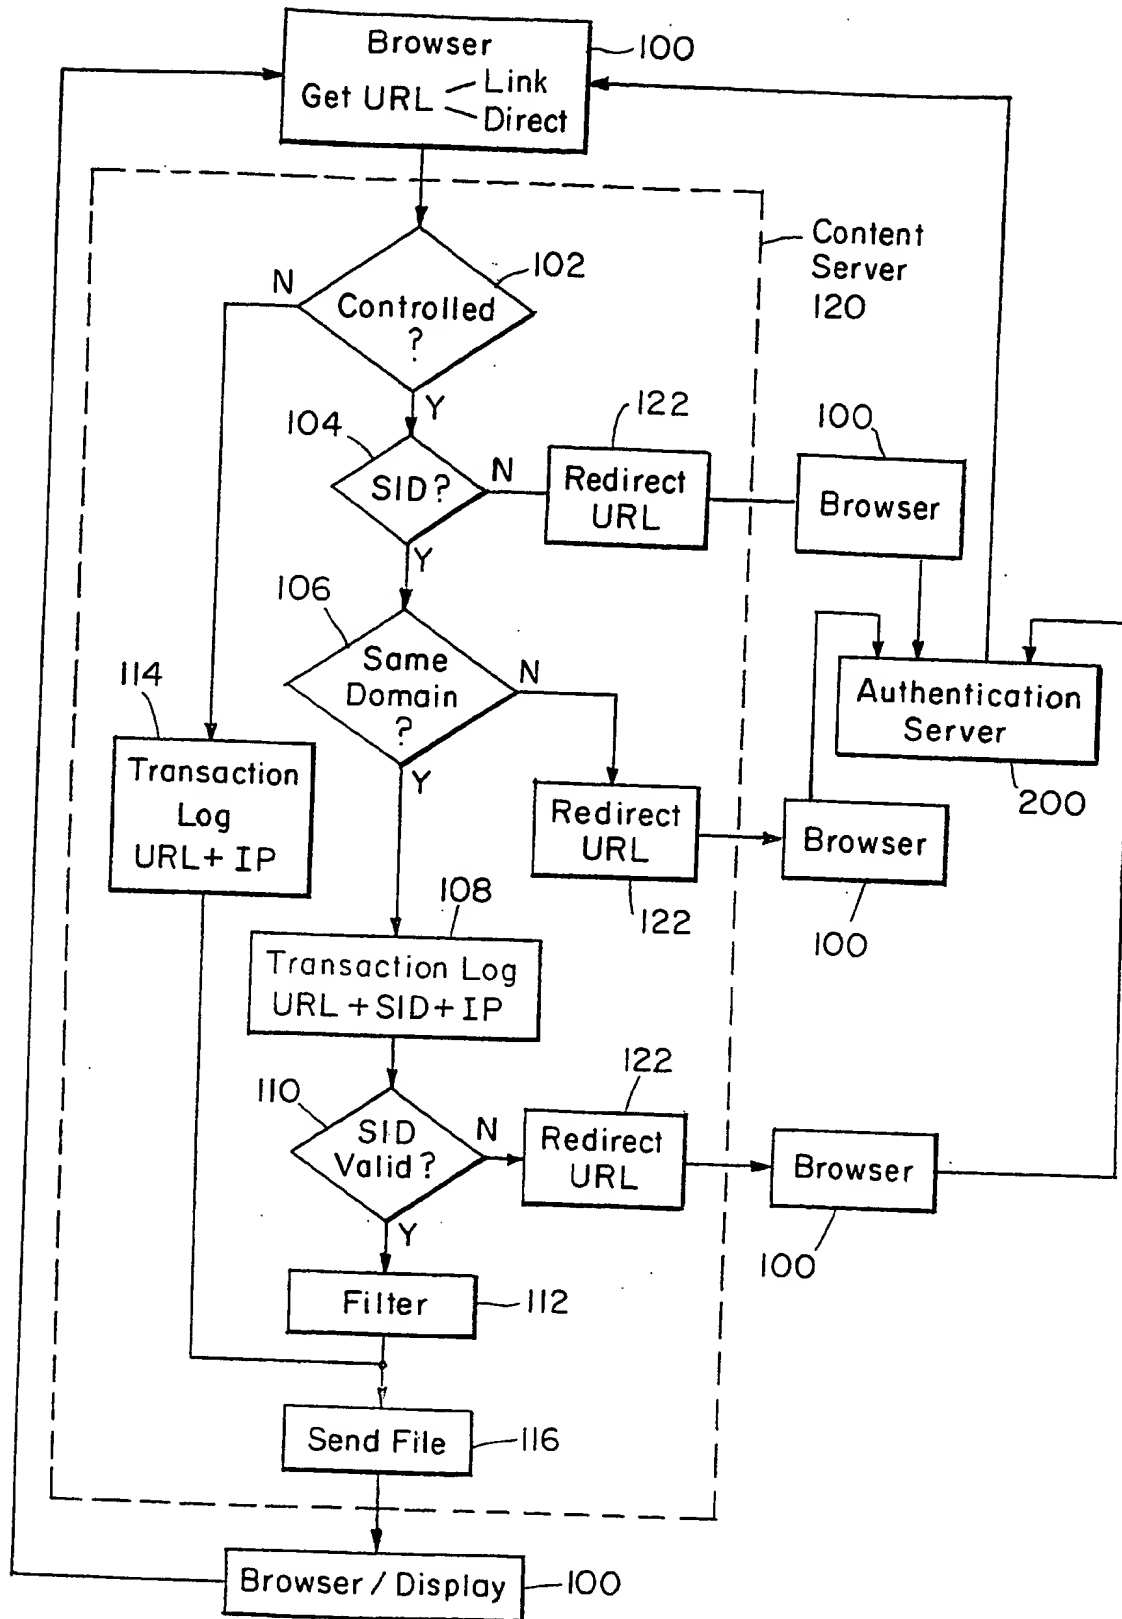 Browser
100
Get URL
Link
Direct
Content
Server
120
102
N
Controlled
?
Y
104
SID?
N
122
Redirect
URL
100
Browser
Y
106
Same
Domain
?
N
Y
114
Transaction
Log
URL+ IP
Authentication
Server
200
Redirect
URL
122
Browser
100
108
Transaction Log
URL + SID + IP
110
SID
Valid?
N
122
Redirect
URL
Browser
100
Y
Filter
112
Send File
116
Browser / Display
100